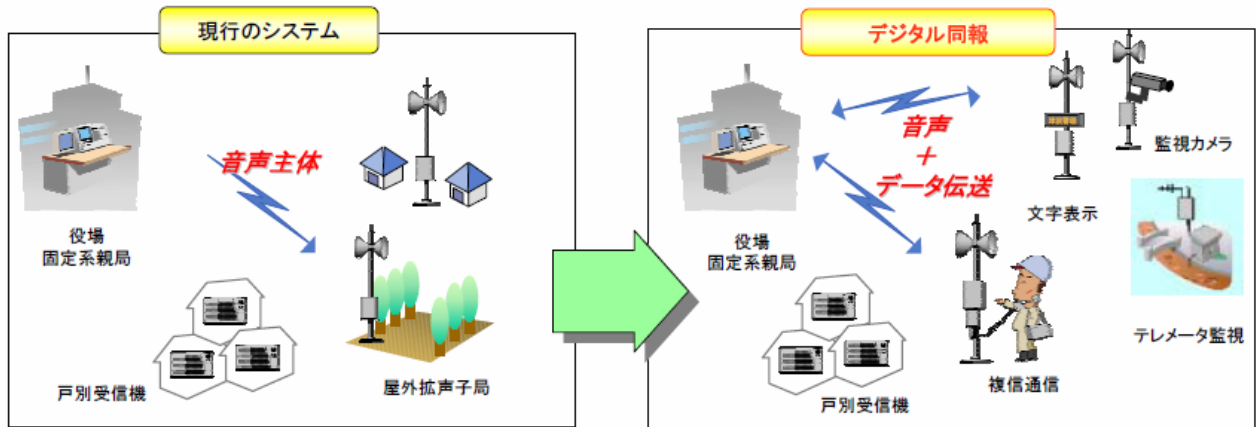 現行のシステム
音声主体
役場
固定系親局
戸別受信機
屋外拡声子局
デジタル同報
音声
+
データ伝送
監視カメラ
文字表示
役場
固定系親局
テレメータ監視
複信通信
戸別受信機